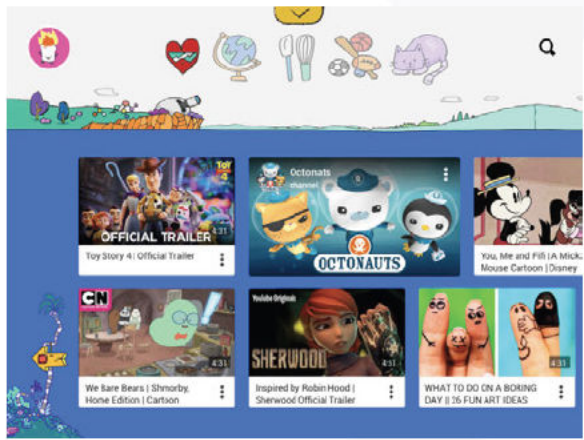 TOY
STORY
4
OFFICIAL TRAILER
4:31
Toy Story 4: Official Trailer
Octonats
channel
OCTONAUTS
You, Me and Fifi | A Mick
Mouse Cartoon | Disney
CN
4:31
We Bare Bears | Shmorby,
Home Edition | Cartoon
Youtube Originals
SHERWOOD
4:31
Inspired by Robin Hood |
Sherwood Official Trailer
4:31
WHAT TO DO ON A BORING
DAY || 26 FUN ART IDEAS